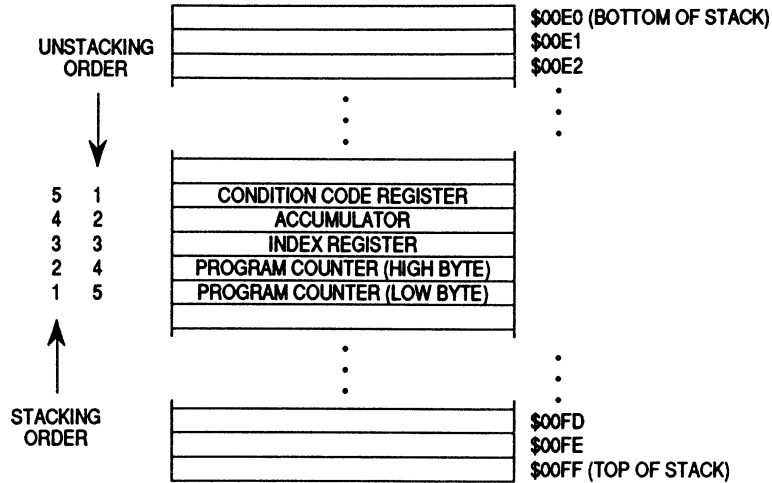 $00E0 (BOTTOM OF STACK)
UNSTACKING
ORDER
$00E1
$00E2
5 1 CONDITION CODE REGISTER
4 2 ACCUMULATOR
3 3 INDEX REGISTER
2 4 PROGRAM COUNTER (HIGH BYTE)
1 5 PROGRAM COUNTER (LOW BYTE)
STACKING
ORDER
$00FD
$00FE
$00FF (TOP OF STACK)